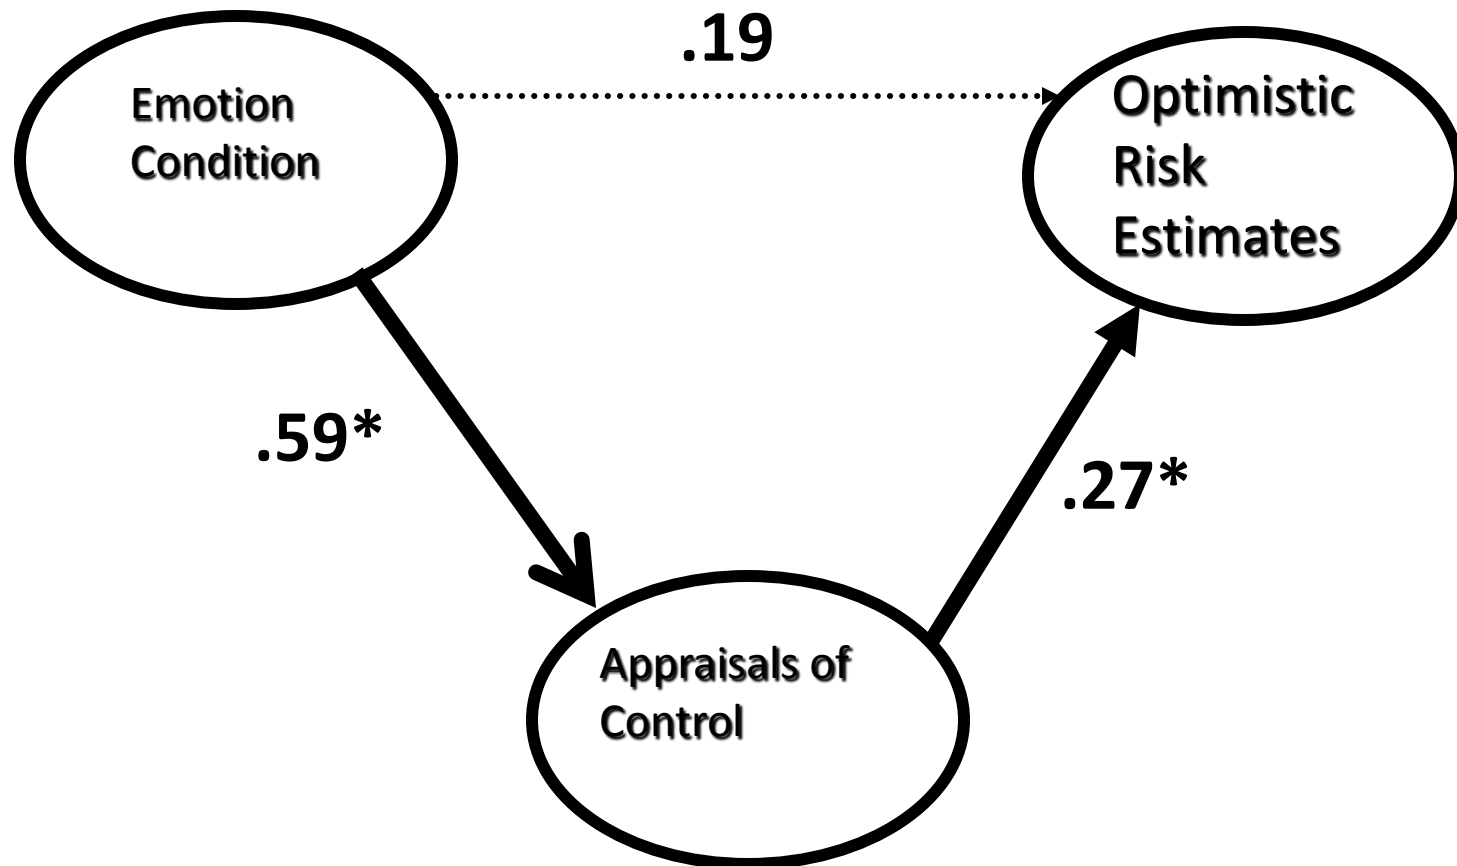 .19
Emotion
Condition
Optimistic
Risk
Estimates
.59*
.27*
Appraisals of
Control